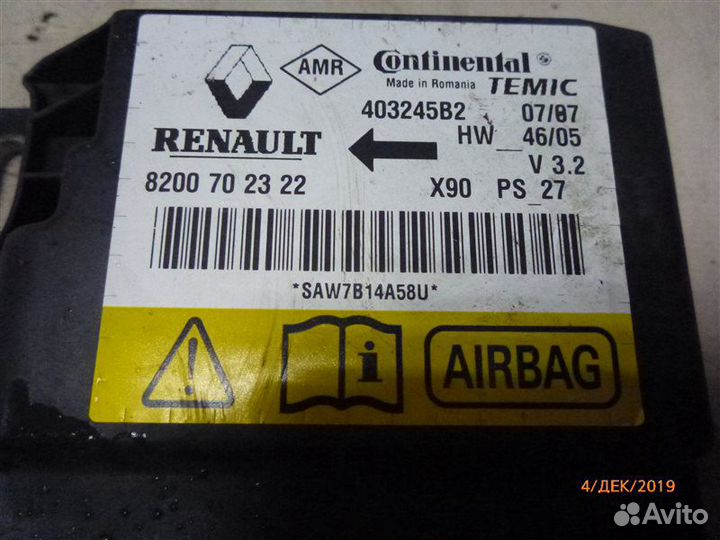 AMR
Continental
Made in Romania TEMIC
403245B2 07/07
RENAULT
HW__46/05
V 3.2
8200 70 23 22
X90 PS_27
*SAW7B14A58U*
AIRBAG
4/ДЕК/2019
Avito